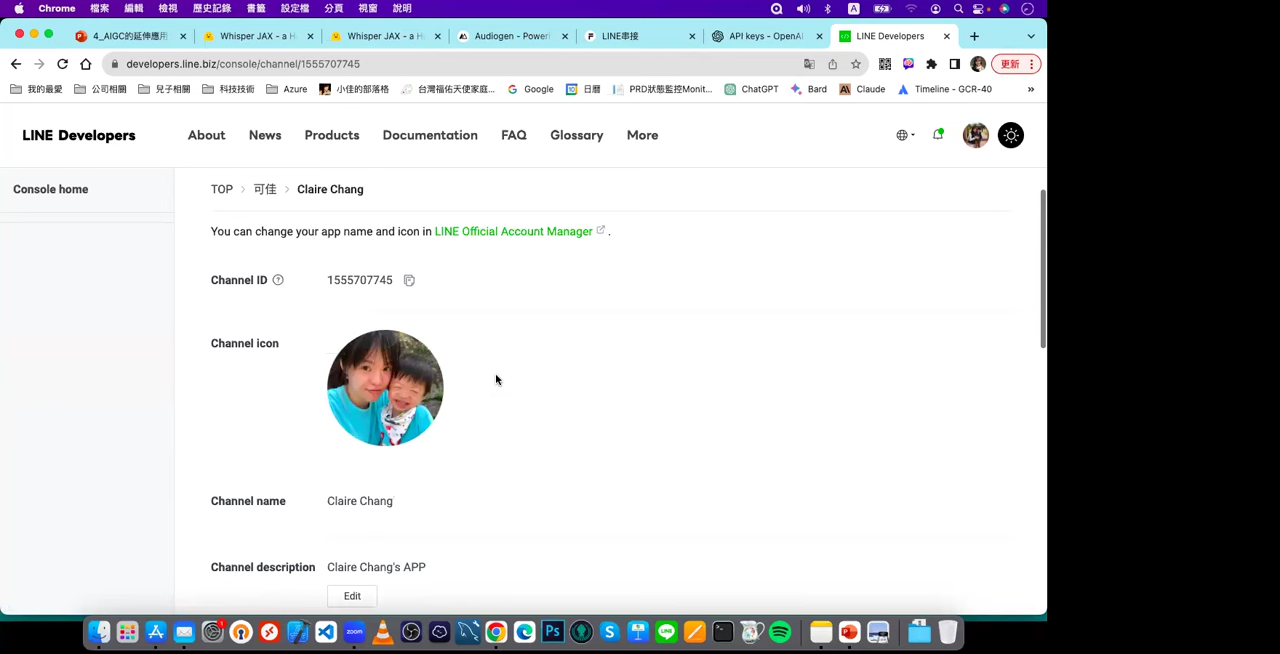 Chrome 檔案 編輯 檢視 歷史記錄 書籤 設定檔 分頁 視窗 說明
4_AIGC的延伸應用 Whisper JAX - a H Whisper JAX - a H Audiogen - Powerf LINE串接 API keys - OpenAI LINE Developers
developers.line.biz/console/channel/1555707745 更新
我的最愛 公司相關 兒子相關 科技技術 Azure 小佳的部落格 台灣福佑天使家庭... Google 日曆 PRD狀態監控Monit... ChatGPT Bard Claude Timeline - GCR-40 »
LINE Developers About News Products Documentation FAQ Glossary More
Console home
TOP > 可佳 > Claire Chang
You can change your app name and icon in LINE Official Account Manager .
Channel ID 1555707745
Channel icon
Channel name Claire Chang
Channel description Claire Chang's APP
Edit
zoom Ps LINE